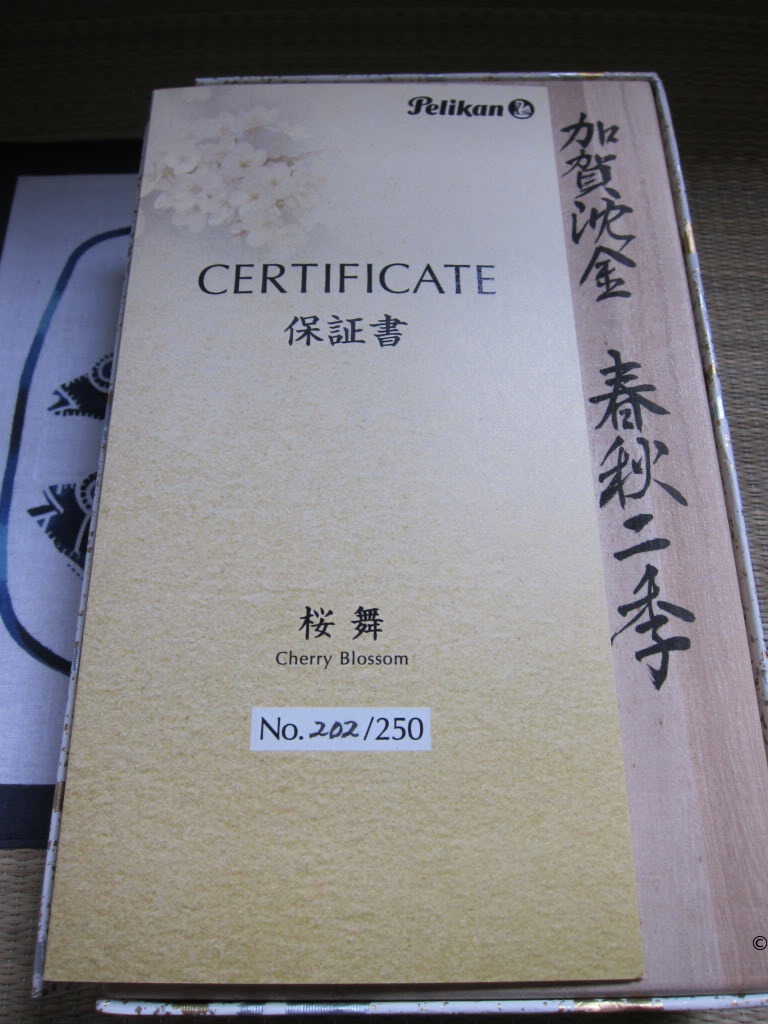 Pelikan
CERTIFICATE
保証書
桜 舞
Cherry Blossom
No. 202/250
加賀沈金 春秋二季
©